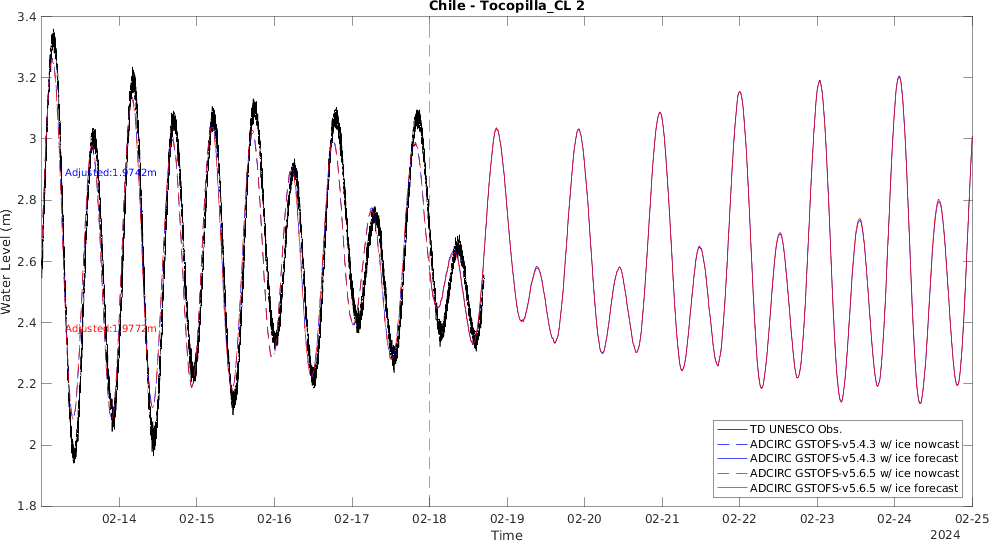 Chile - Tocopilla_CL 2
3.4
3.2
3
2.8
2.6
2.4
2.2
2
1.8
Water Level (m)
Adjusted:1.9742m
Adjusted:1.9772m
TD UNESCO Obs.
ADCIRC GSTOFS-v5.4.3 w/ ice nowcast
ADCIRC GSTOFS-v5.4.3 w/ ice forecast
ADCIRC GSTOFS-v5.6.5 w/ ice nowcast
ADCIRC GSTOFS-v5.6.5 w/ ice forecast
02-14 02-15 02-16 02-17 02-18 02-19 02-20 02-21 02-22 02-23 02-24 02-25
Time
2024